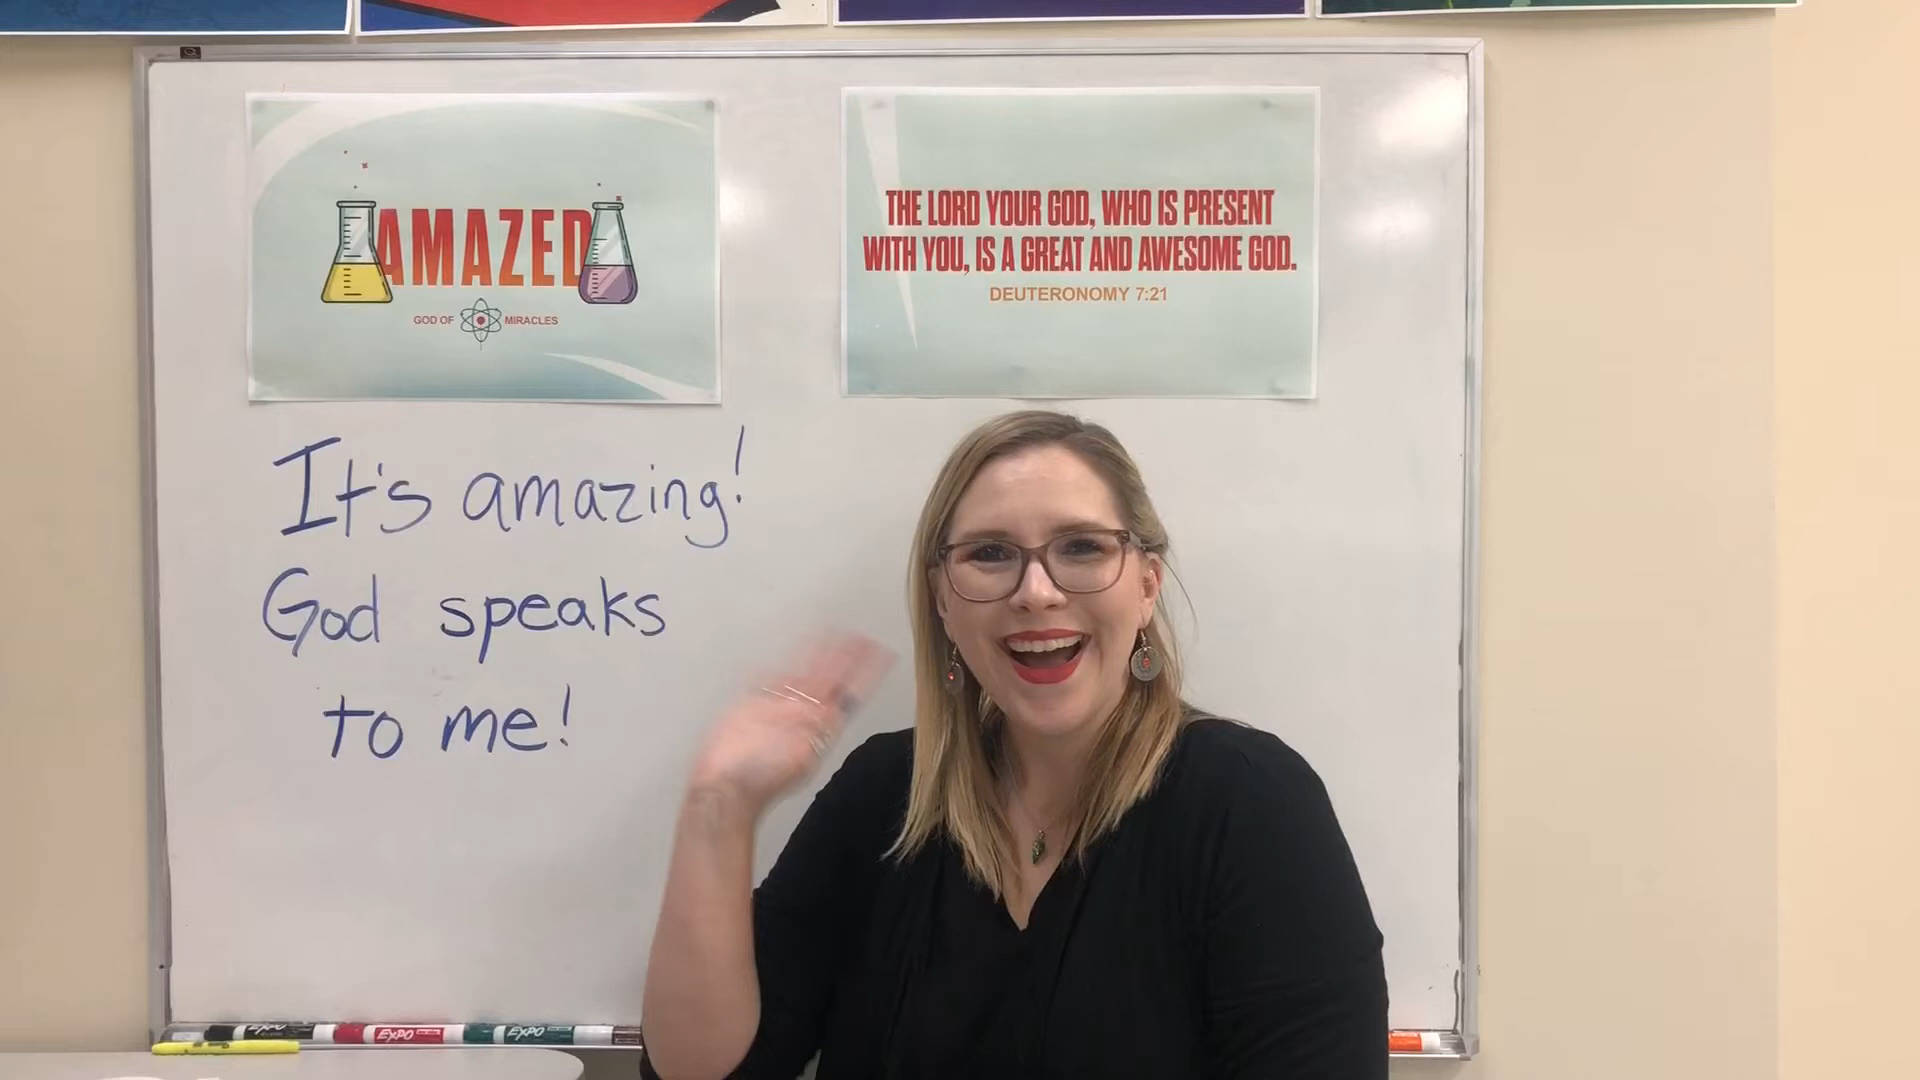 AMAZED
GOD OF MIRACLES
THE LORD YOUR GOD, WHO IS PRESENT
WITH YOU, IS A GREAT AND AWESOME GOD.
DEUTERONOMY 7:21
It's amazing!
God speaks
to me!
EXPO
EXPO
EXPO